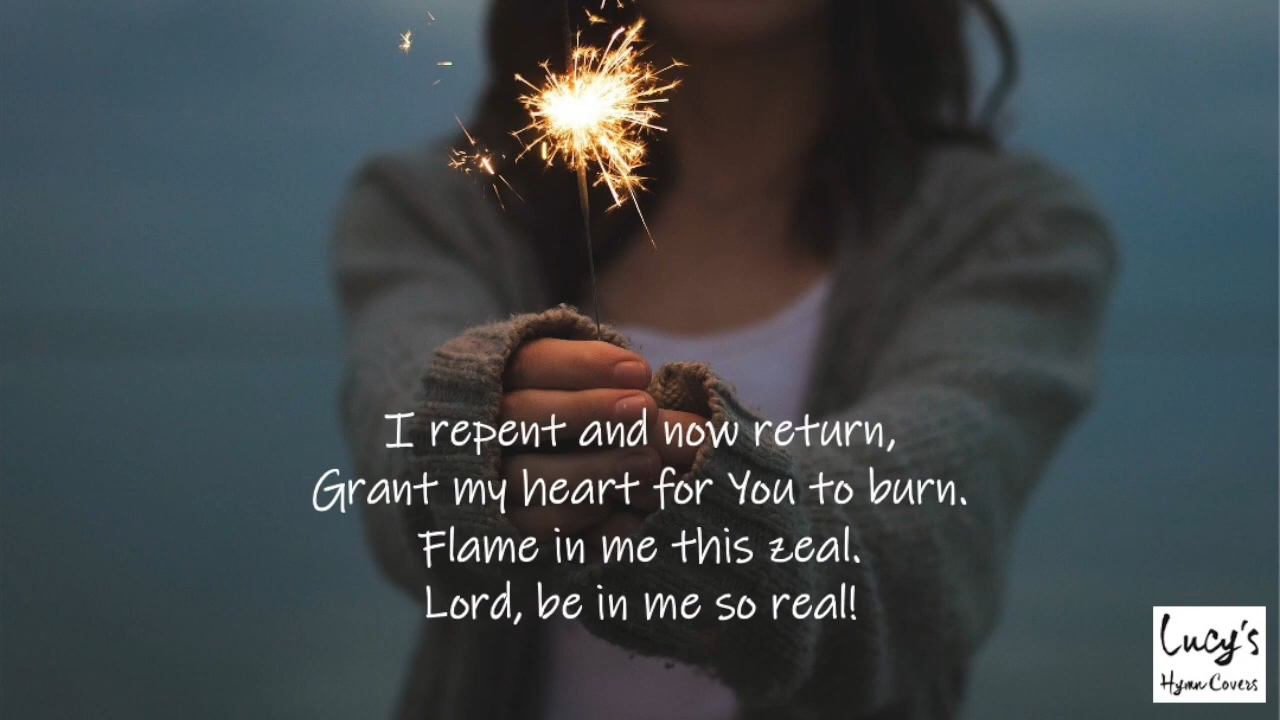 I repent and now return,
Grant my heart for You to burn.
Flame in me this zeal.
Lord, be in me so real!
Lucy's
Hymn Covers